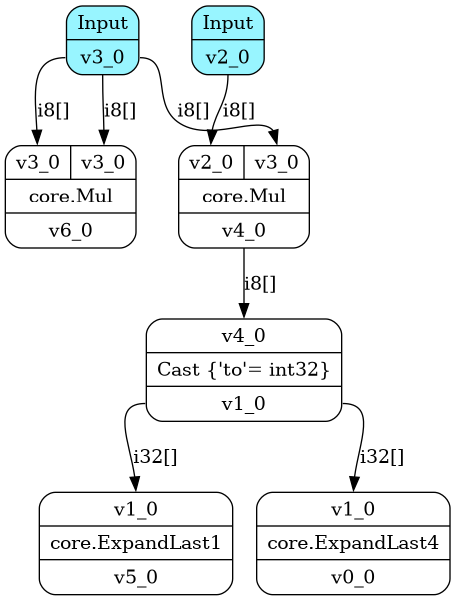 Input
v3_0
Input
v2_0
i8[]
i8[]
i8[]
i8[]
v3_0 v3_0
core.Mul
v6_0
v2_0 v3_0
core.Mul
v4_0
i8[]
v4_0
Cast {'to'= int32}
v1_0
i32[]
i32[]
v1_0
core.ExpandLast1
v5_0
v1_0
core.ExpandLast4
v0_0